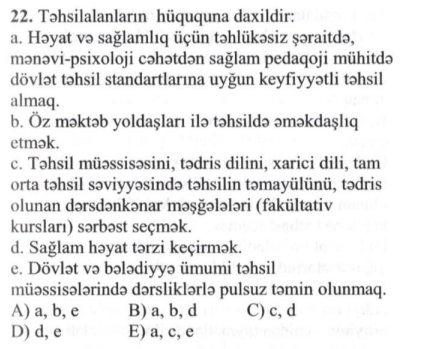 22. Təhsilalanların hüququna daxildir:
a. Həyat və sağlamlıq üçün təhlükəsiz şəraitdə,
mənəvi-psixoloji cəhətdən sağlam pedaqoji mühitdə
dövlət təhsil standartlarına uyğun keyfiyyətli təhsil
almaq.
b. Öz məktəb yoldaşları ilə təhsildə əməkdaşlıq
etmək.
c. Təhsil müəssisəsini, tədris dilini, xarici dili, tam
orta təhsil səviyyəsində təhsilin təmayülünü, tədris
olunan dərsdənkənar məşğələləri (fakültativ
kursları) sərbəst seçmək.
d. Sağlam həyat tərzi keçirmək.
e. Dövlət və bələdiyyə ümumi təhsil
müəssisələrində dərsliklərlə pulsuz təmin olunmaq.
A) a, b, e B) a, b, d C) c, d
D) d, e E) a, c, e